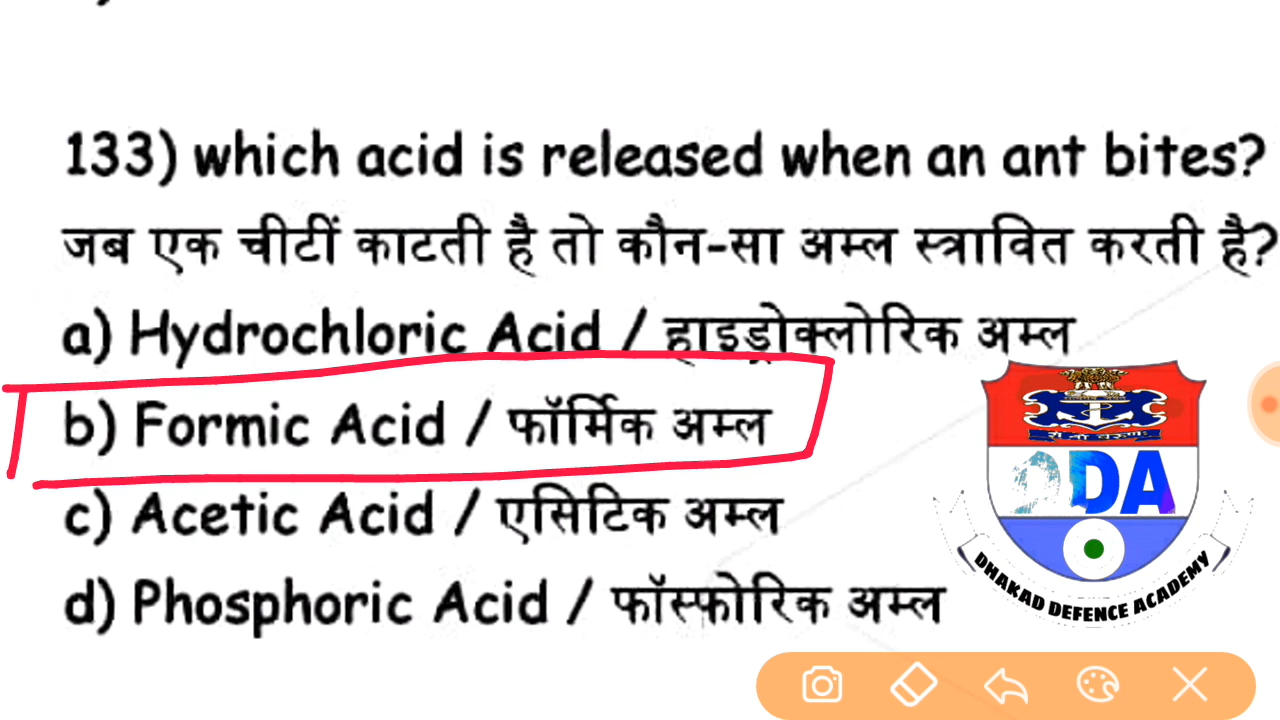 133) which acid is released when an ant bites?
जब एक चीटीं काटती है तो कौन-सा अम्ल स्त्रावित करती है?
a) Hydrochloric Acid / हाइड्रोक्लोरिक अम्ल
b) Formic Acid / फॉर्मिक अम्ल
c) Acetic Acid / एसिटिक अम्ल
d) Phosphoric Acid / फॉस्फोरिक अम्ल
DDA
DHAKAD DEFENCE ACADEMY